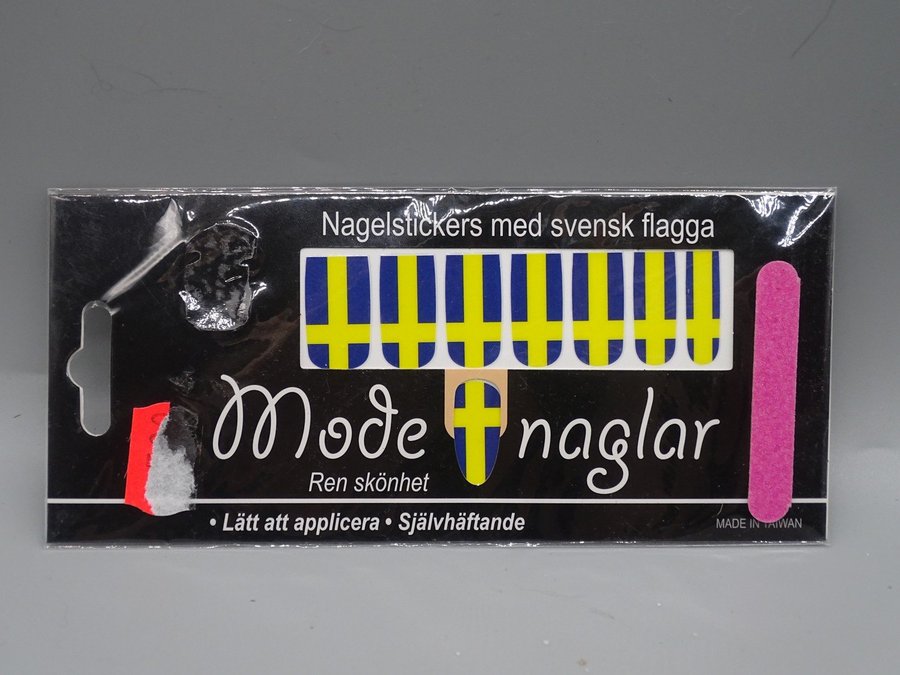 Nagelstickers med svensk flagga
Mode naglar
Ren skönhet
• Lätt att applicera • Självhäftande
MADE IN TAIWAN